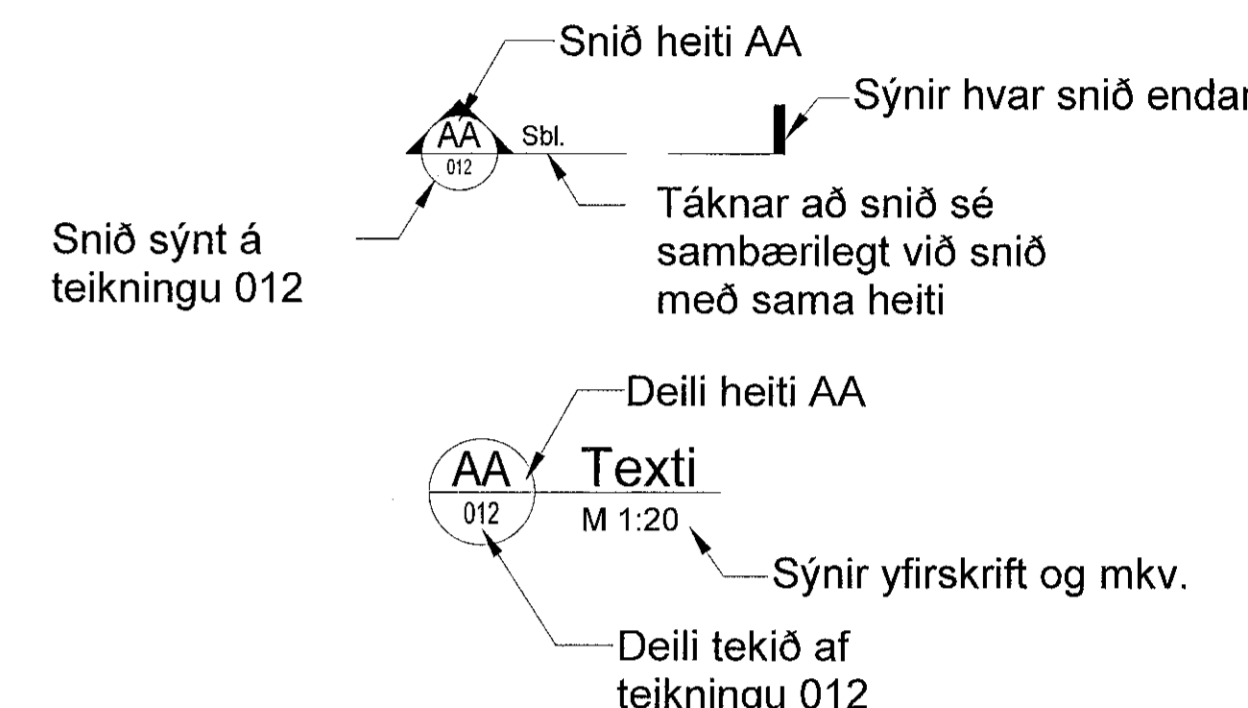 Snið heiti AA
Sýnir hvar snið endar
AA
Sbl.
012
Snið sýnt á
teikningu 012
Táknar að snið sé
sambærilegt við snið
með sama heiti
Deili heiti AA
AA
Texti
012
M 1:20
Sýnir yfirskrift og mkv.
Deili tekið af
teikningu 012